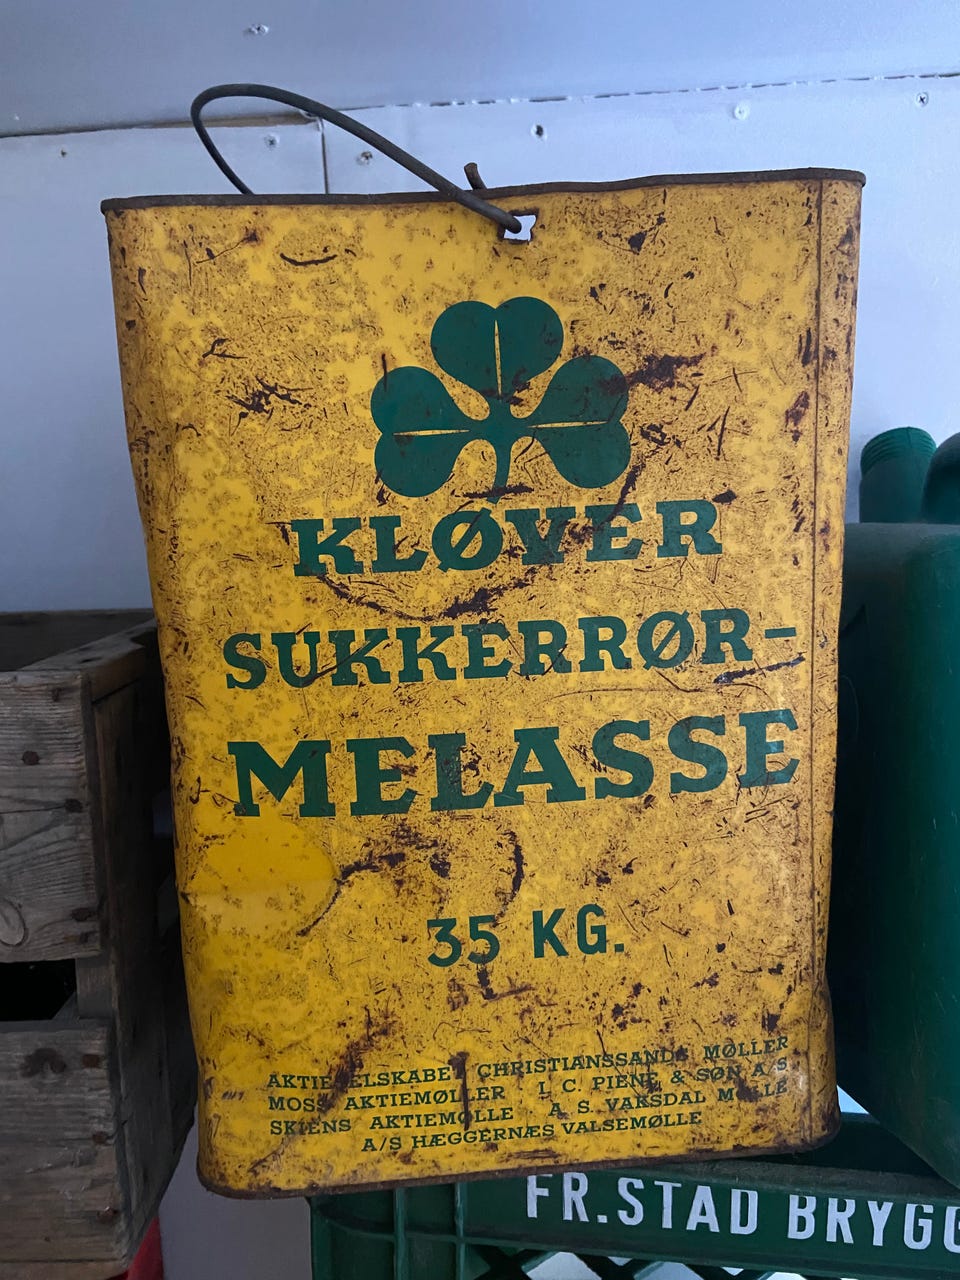 KLØVER
SUKKERRØR-
MELASSE
35 KG.
CHRISTIANSSANDS MØLLER
MOSS AKTIEMØLLER I. C. PIENE & SØN A/S
SKIENS AKTIEMØLLE A/S VAKSDAL MØLLE
A/S HÆGGERNÆS VALSEMØLLE
FR.STAD BRYGG